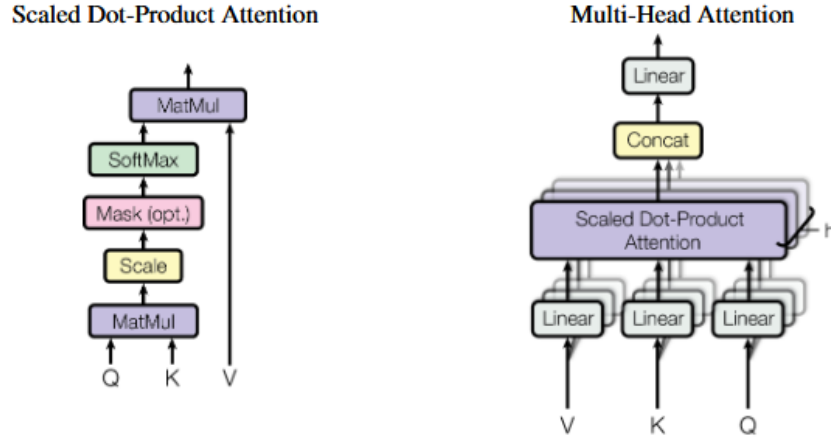 Scaled Dot-Product Attention
MatMul
SoftMax
Mask (opt.)
Scale
MatMul
Q K V
Multi-Head Attention
Linear
Concat
Scaled Dot-Product
Attention
h
Linear Linear Linear
V K Q